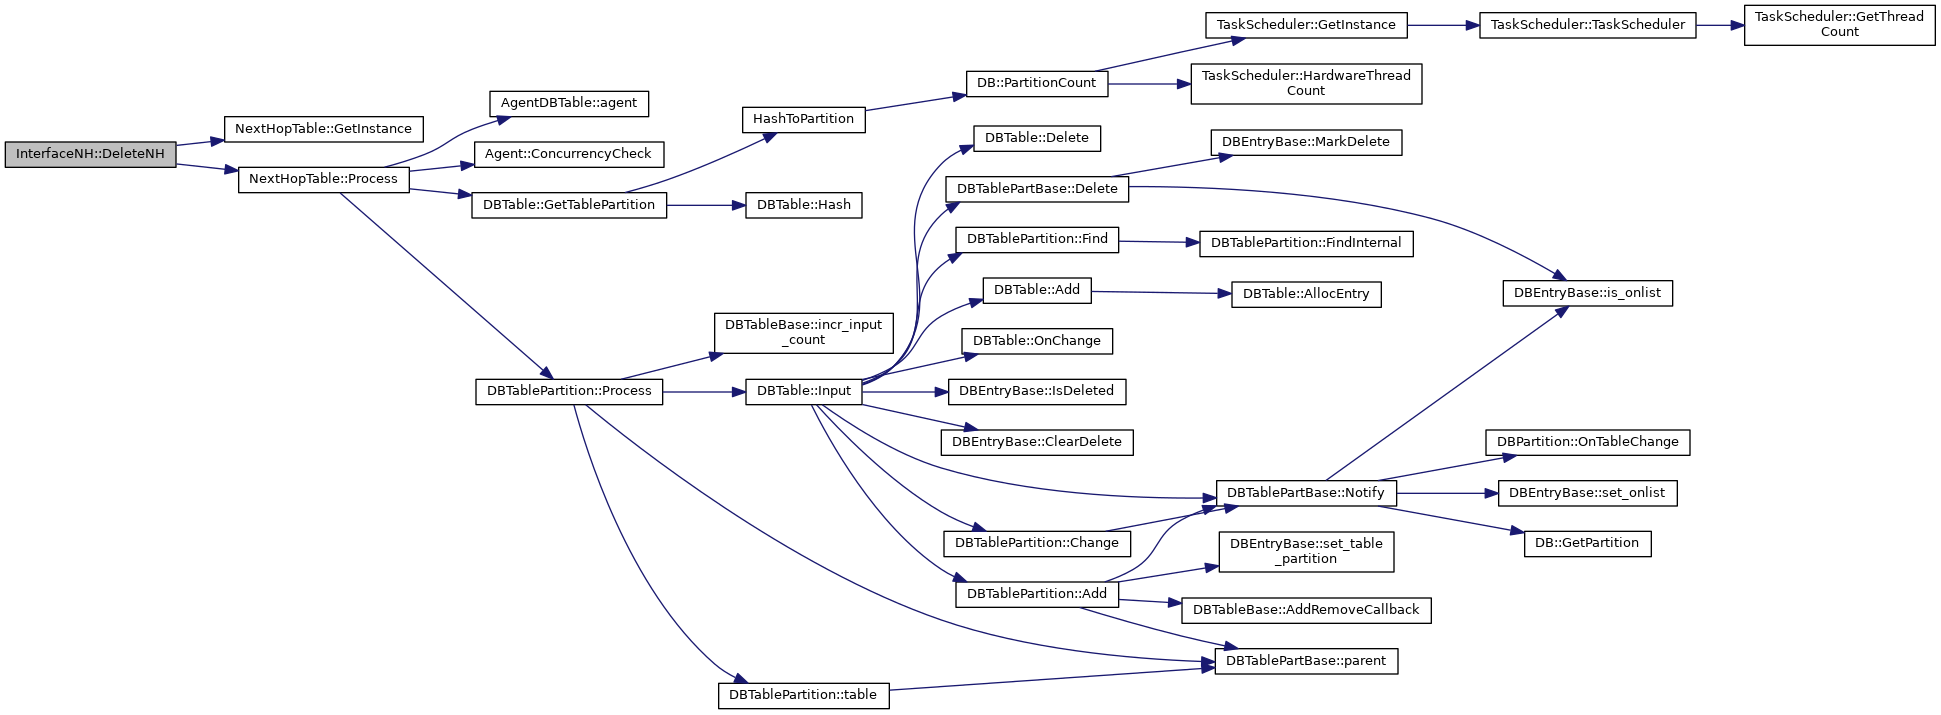 InterfaceNH::DeleteNH
NextHopTable::GetInstance
NextHopTable::Process
AgentDBTable::agent
Agent::ConcurrencyCheck
DBTable::GetTablePartition
HashToPartition
DBTable::Hash
DB::PartitionCount
TaskScheduler::GetInstance
TaskScheduler::TaskScheduler
TaskScheduler::GetThread
Count
TaskScheduler::HardwareThread
Count
DBTablePartition::Process
DBTableBase::incr_input
_count
DBTable::Input
DBTable::Delete
DBTablePartBase::Delete
DBEntryBase::MarkDelete
DBTablePartition::Find
DBTablePartition::FindInternal
DBTable::Add
DBTable::AllocEntry
DBEntryBase::is_onlist
DBTable::OnChange
DBEntryBase::IsDeleted
DBEntryBase::ClearDelete
DBTablePartBase::Notify
DBPartition::OnTableChange
DBEntryBase::set_onlist
DB::GetPartition
DBTablePartition::Change
DBTablePartition::Add
DBEntryBase::set_table
_partition
DBTableBase::AddRemoveCallback
DBTablePartBase::parent
DBTablePartition::table